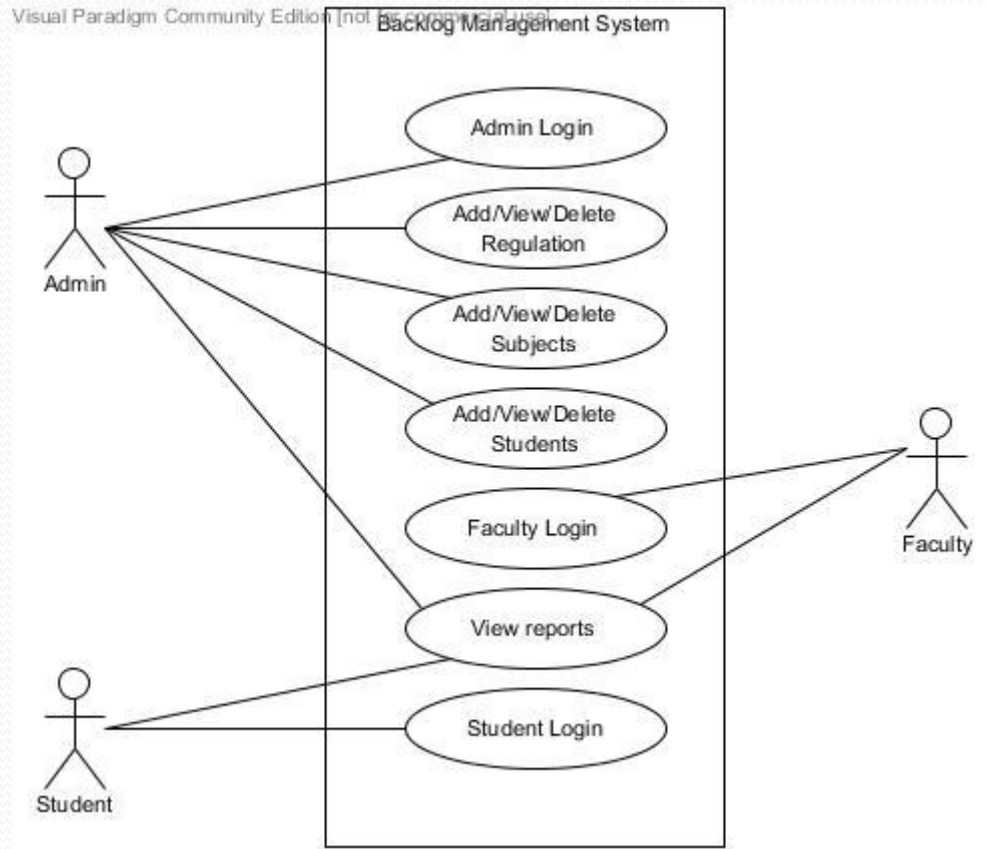 Visual Paradigm Community Edition [not for commercial use]
Backlog Management System
Admin Login
Add/View/Delete
Regulation
Add/View/Delete
Subjects
Add/View/Delete
Students
Faculty Login
View reports
Student Login
Admin
Faculty
Student